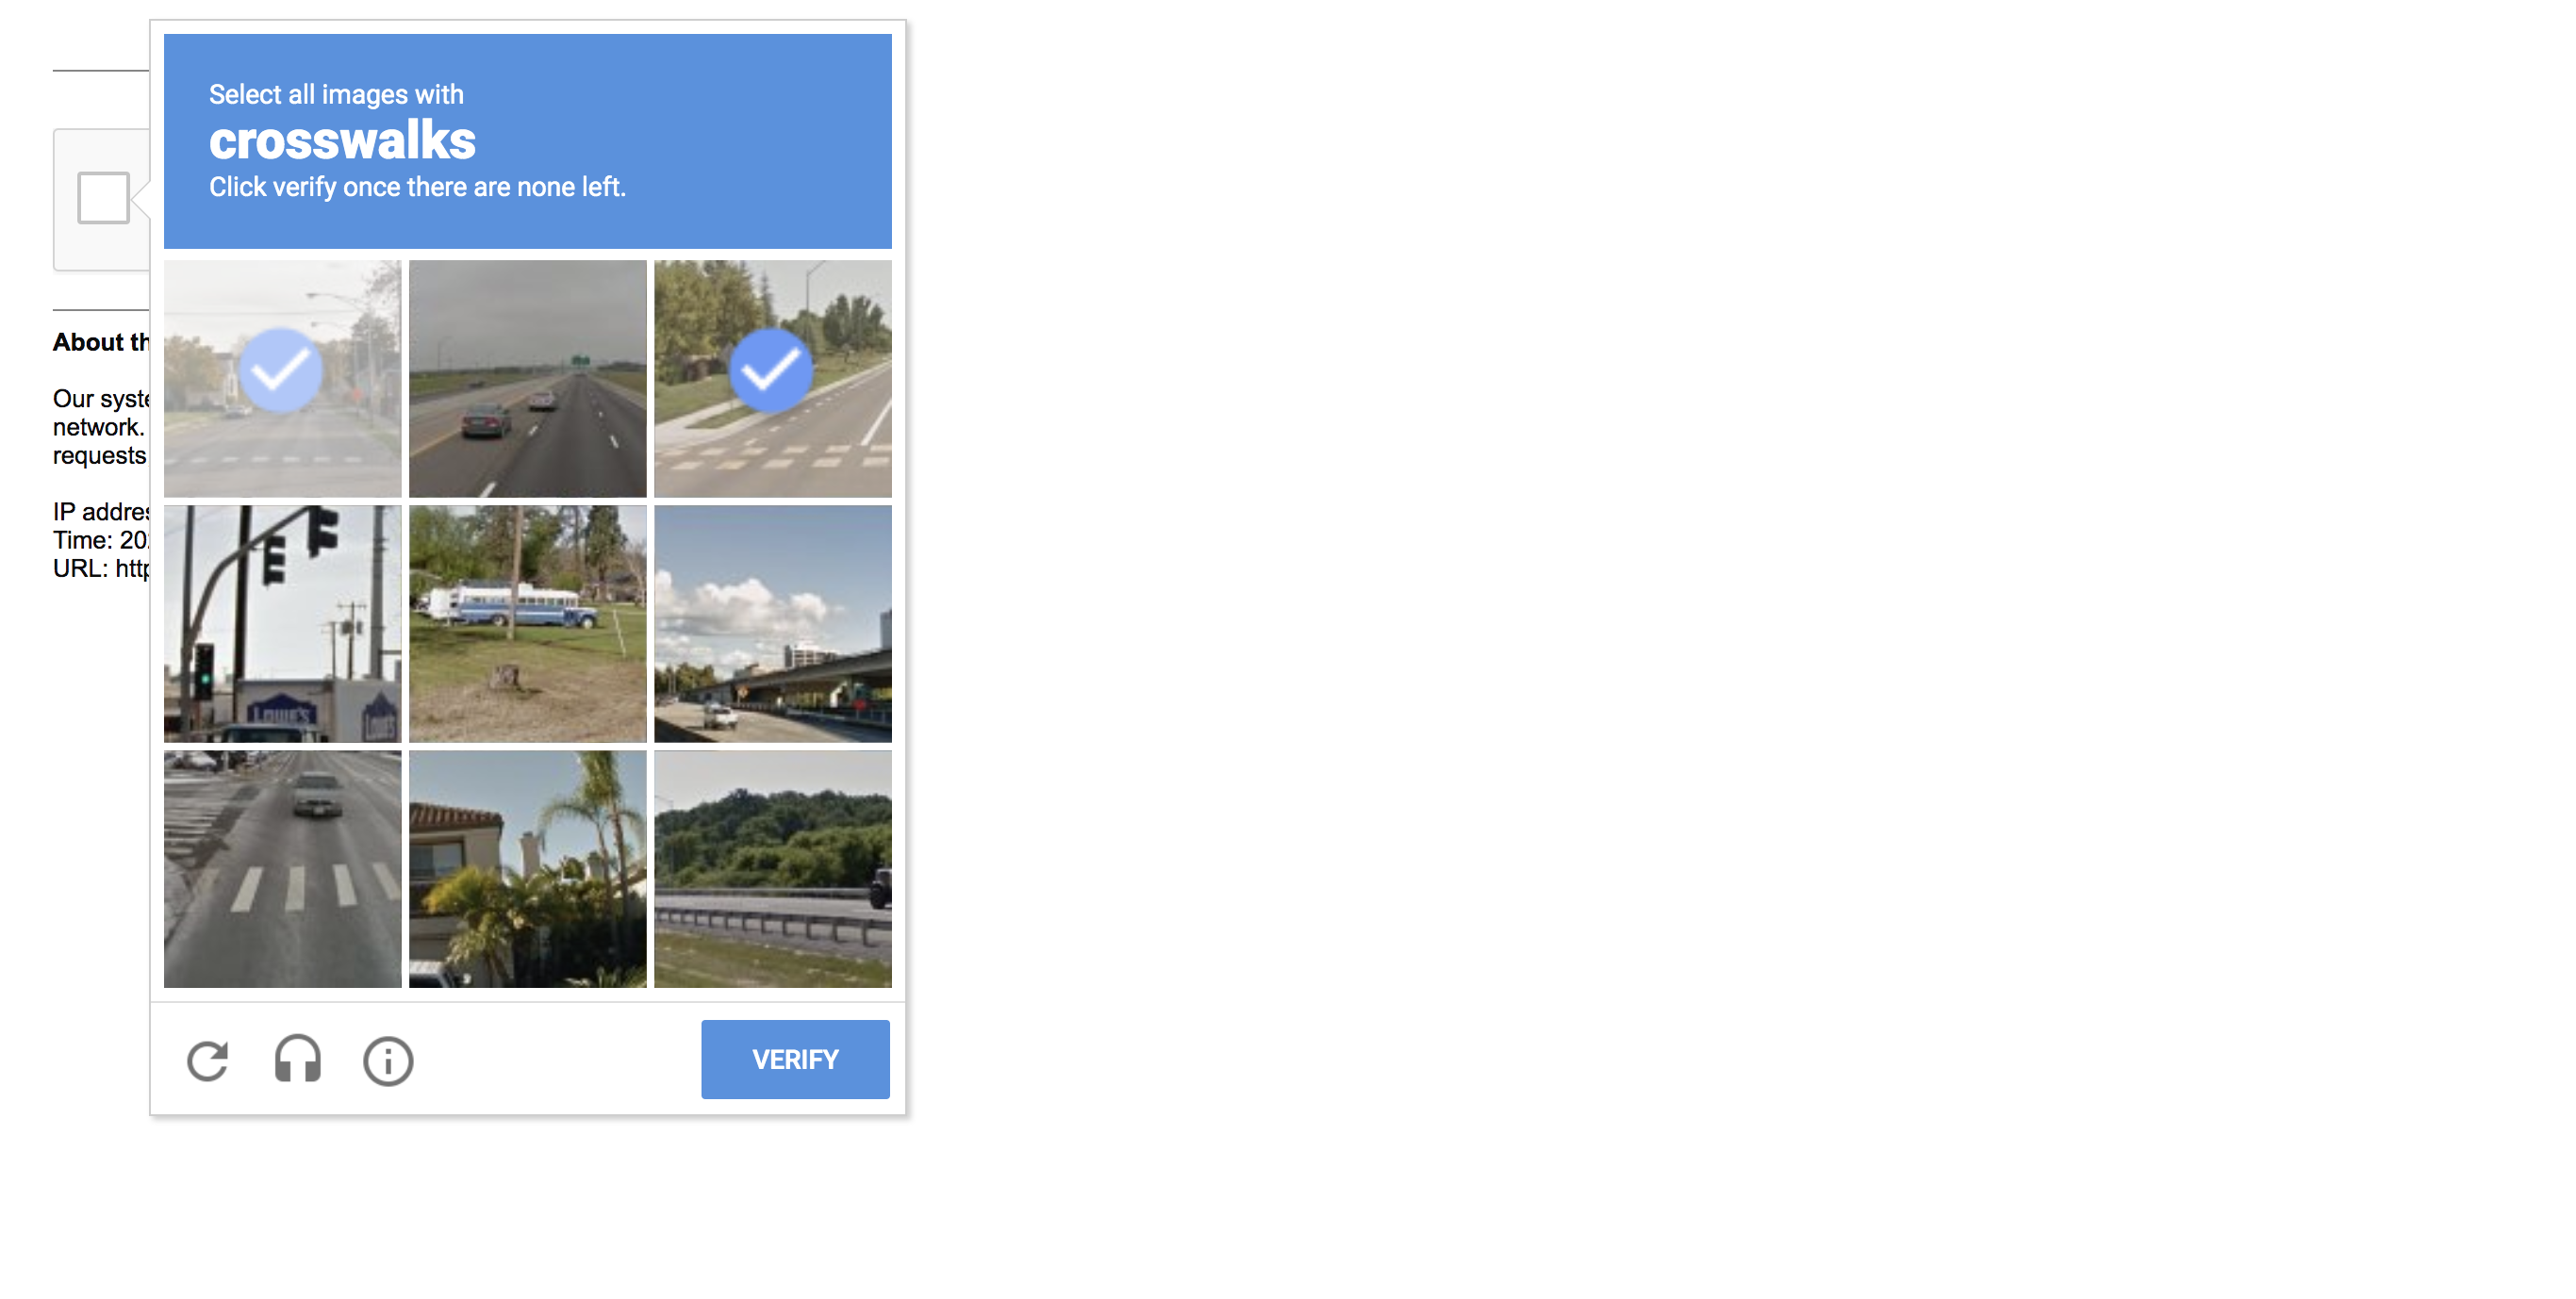 Select all images with
crosswalks
Click verify once there are none left.
About th
Our syste
network.
requests
IP addres
Time: 20
URL: http
LOWE'S
VERIFY